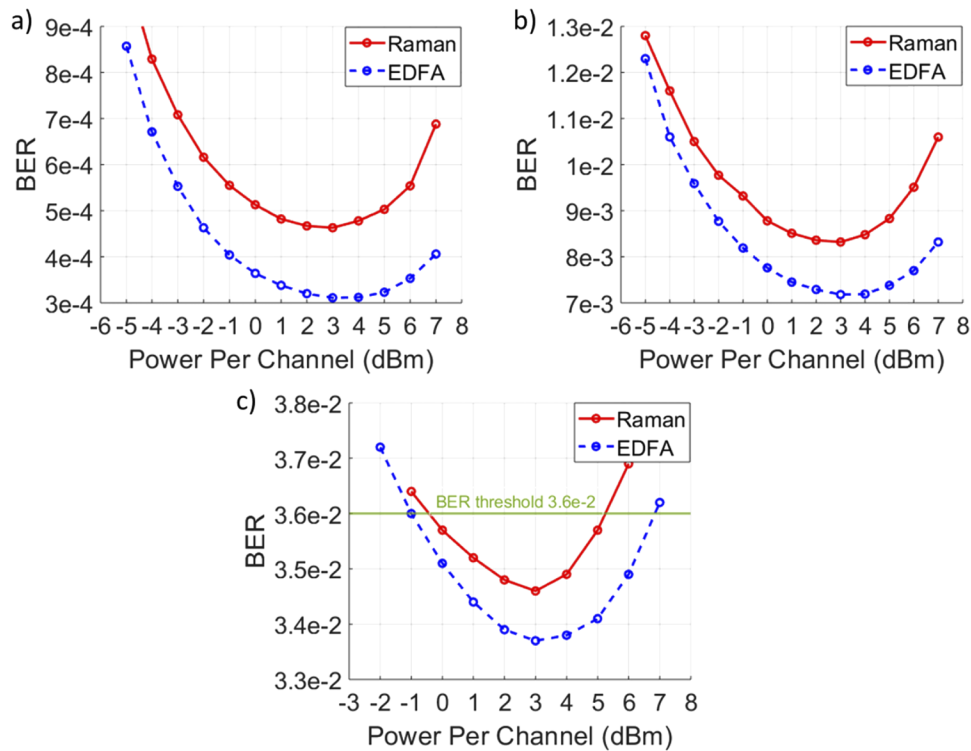 a)
9e-4
8e-4
7e-4
6e-4
5e-4
4e-4
3e-4
BER
Raman
EDFA
-6 -5 -4 -3 -2 -1 0 1 2 3 4 5 6 7 8
Power Per Channel (dBm)
b)
1.3e-2
1.2e-2
1.1e-2
1e-2
9e-3
8e-3
7e-3
BER
Raman
EDFA
-6 -5 -4 -3 -2 -1 0 1 2 3 4 5 6 7 8
Power Per Channel (dBm)
c)
3.8e-2
3.7e-2
3.6e-2
3.5e-2
3.4e-2
3.3e-2
BER
Raman
EDFA
BER threshold 3.6e-2
-3 -2 -1 0 1 2 3 4 5 6 7 8
Power Per Channel (dBm)